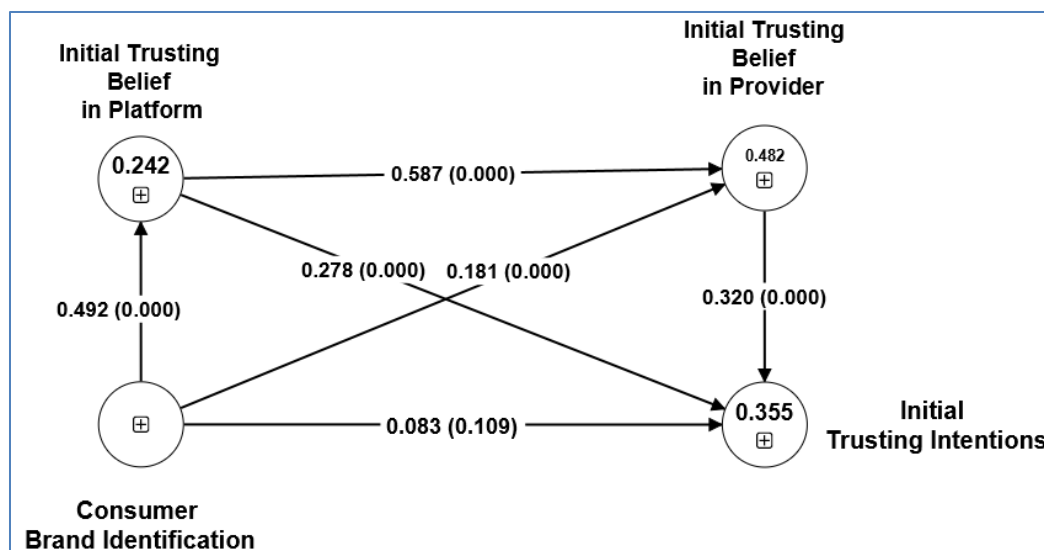 Initial Trusting
Belief
in Platform
Initial Trusting
Belief
in Provider
0.242
0.482
0.587 (0.000)
0.278 (0.000)
0.181 (0.000)
0.492 (0.000)
0.320 (0.000)
0.083 (0.109)
0.355
Initial
Trusting Intentions
Consumer
Brand Identification